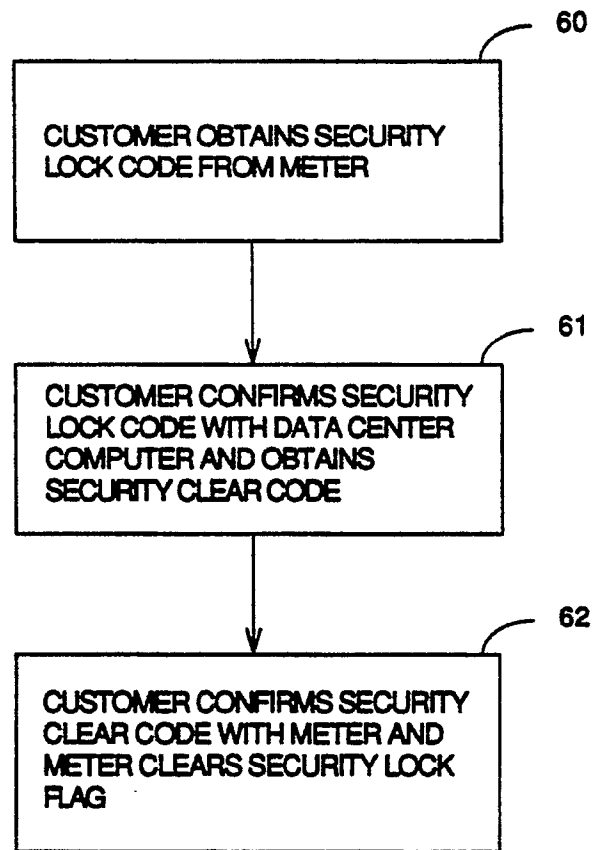 60
CUSTOMER OBTAINS SECURITY
LOCK CODE FROM METER
61
CUSTOMER CONFIRMS SECURITY
LOCK CODE WITH DATA CENTER
COMPUTER AND OBTAINS
SECURITY CLEAR CODE
62
CUSTOMER CONFIRMS SECURITY
CLEAR CODE WITH METER AND
METER CLEARS SECURITY LOCK
FLAG